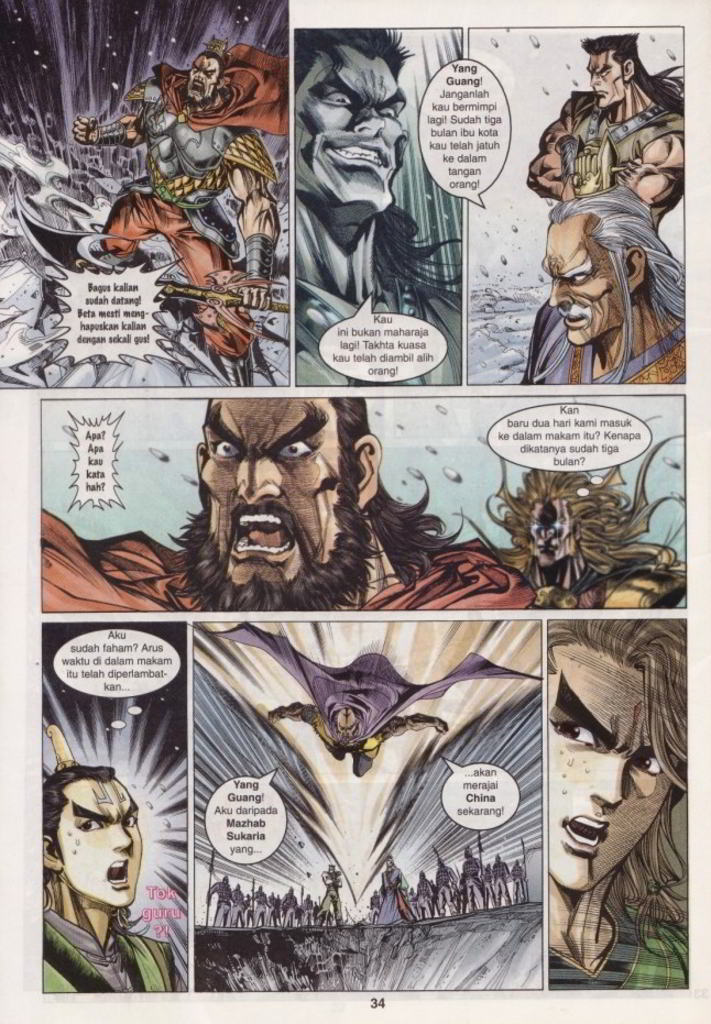 Bagus kalian
sudah datang!
Beta mesti meng-
hapuskan kalian
dengan sekali gus!
Kau
ini bukan maharaja
lagi! Takhta kuasa
kau telah diambil alih
orang!
Yang
Guang!
Janganlah
kau bermimpi
lagi! Sudah tiga
bulan ibu kota
kau telah jatuh
ke dalam
tangan
orang!
Apa?
Apa
kau
kata
hah?
Kan
baru dua hari kami masuk
ke dalam makam itu? Kenapa
dikatanya sudah tiga
bulan?
Aku
sudah faham? Arus
waktu di dalam makam
itu telah diperlambat-
kan...
Tok
guru
?!
Yang
Guang!
Aku daripada
Mazhab
Sukaria
yang...
...akan
merajai
China
sekarang!
34